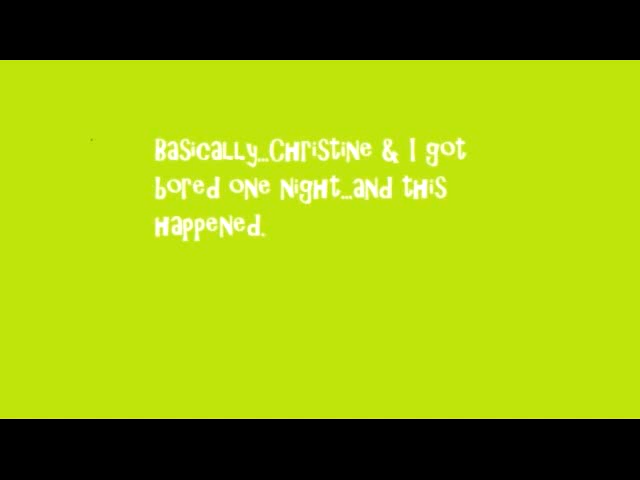 Basically...Christine & I got
bored one night...and this
Happened.